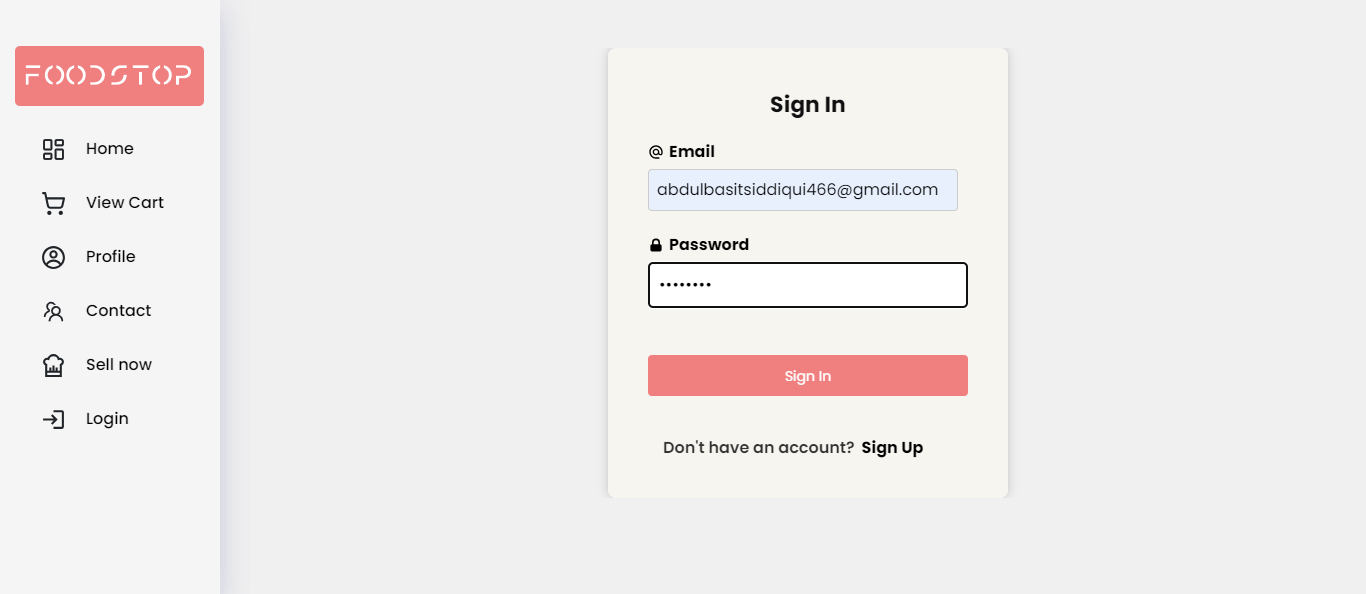 FOODSTOP
Home
View Cart
Profile
Contact
Sell now
Login
Sign In
Email
abdulbasitsiddiqui466@gmail.com
Password
••••••••
Sign In
Don't have an account? Sign Up